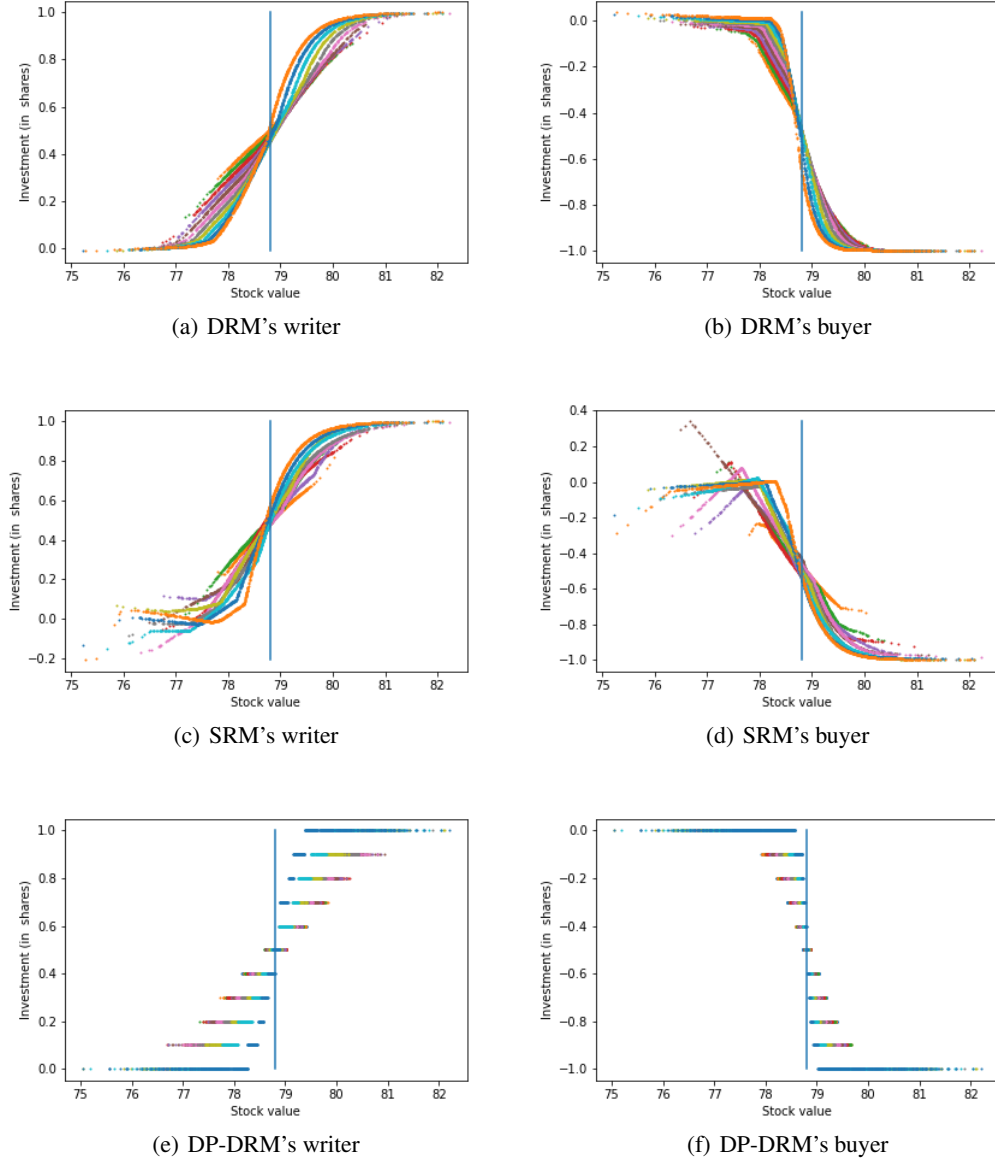 1.0
0.8
0.6
0.4
0.2
0.0
Investment (in shares)
75 76 77 78 79 80 81 82
Stock value
(a) DRM's writer
0.0
−0.2
−0.4
−0.6
−0.8
−1.0
Investment (in shares)
75 76 77 78 79 80 81 82
Stock value
(b) DRM's buyer
1.0
0.8
0.6
0.4
0.2
0.0
−0.2
Investment (in shares)
75 76 77 78 79 80 81 82
Stock value
(c) SRM's writer
0.4
0.2
0.0
−0.2
−0.4
−0.6
−0.8
−1.0
Investment (in shares)
75 76 77 78 79 80 81 82
Stock value
(d) SRM's buyer
1.0
0.8
0.6
0.4
0.2
0.0
Investment (in shares)
75 76 77 78 79 80 81 82
Stock value
(e) DP-DRM's writer
0.0
−0.2
−0.4
−0.6
−0.8
−1.0
Investment (in shares)
75 76 77 78 79 80 81 82
Stock value
(f) DP-DRM's buyer